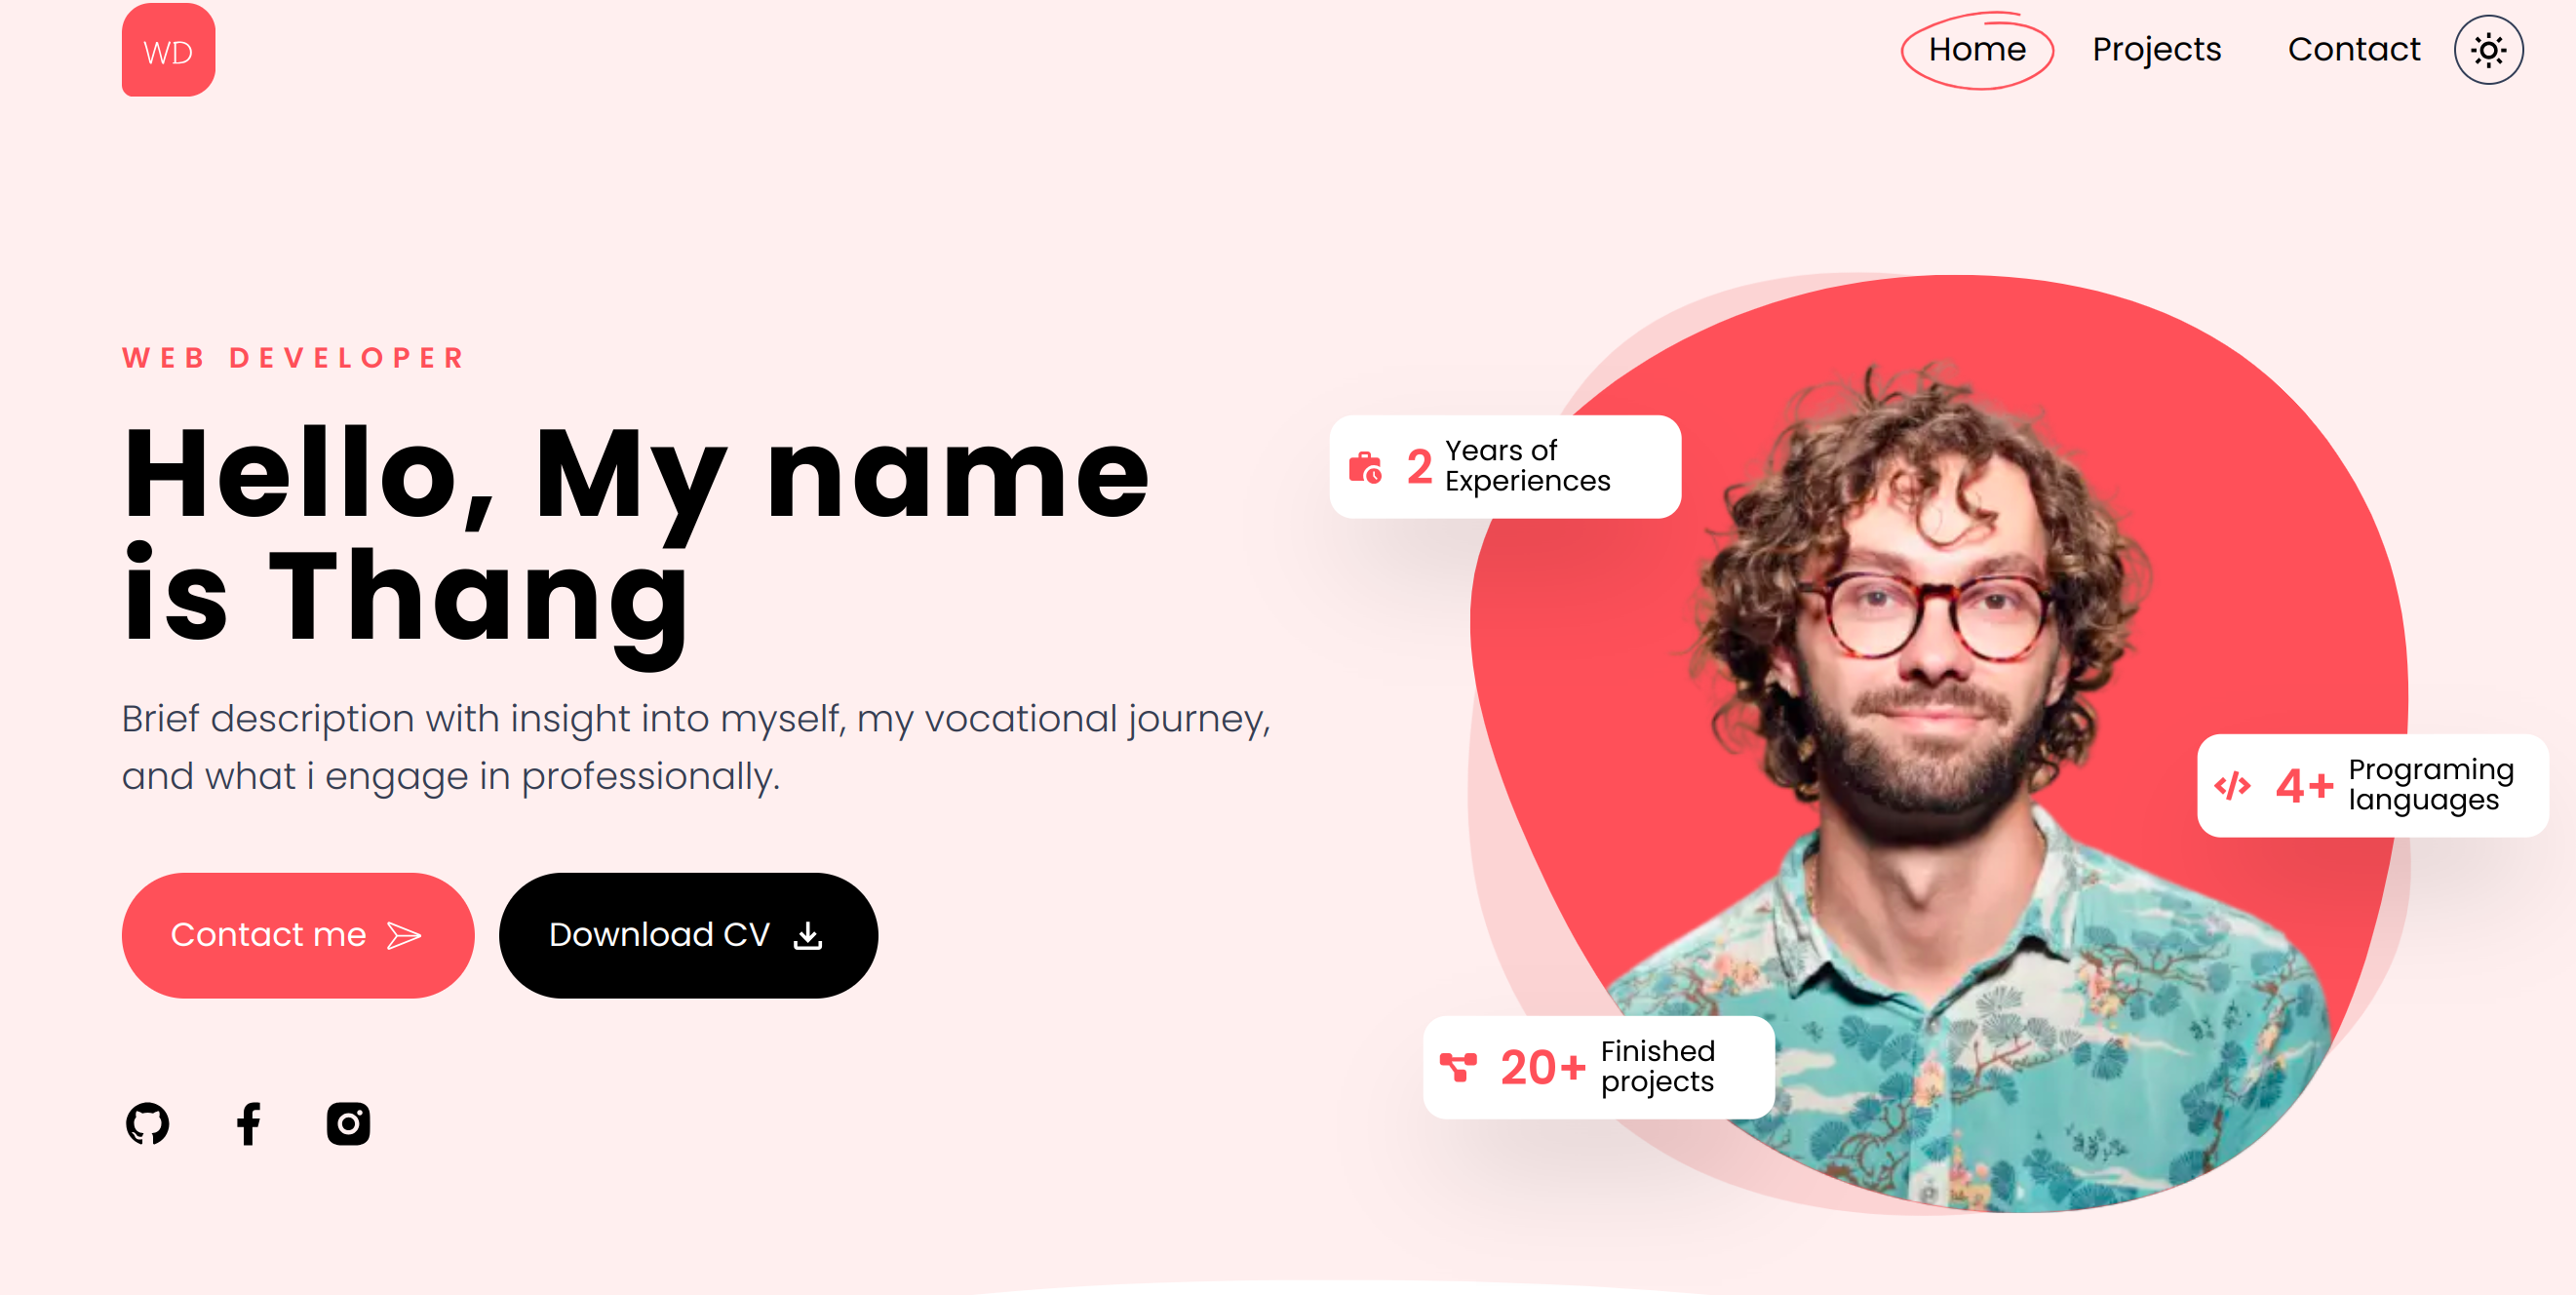 WD
Home
Projects
Contact
WEB DEVELOPER
Hello, My name
is Thang
Brief description with insight into myself, my vocational journey,
and what i engage in professionally.
Contact me
Download CV
2
Years of
Experiences
4+
Programing
languages
20+
Finished
projects